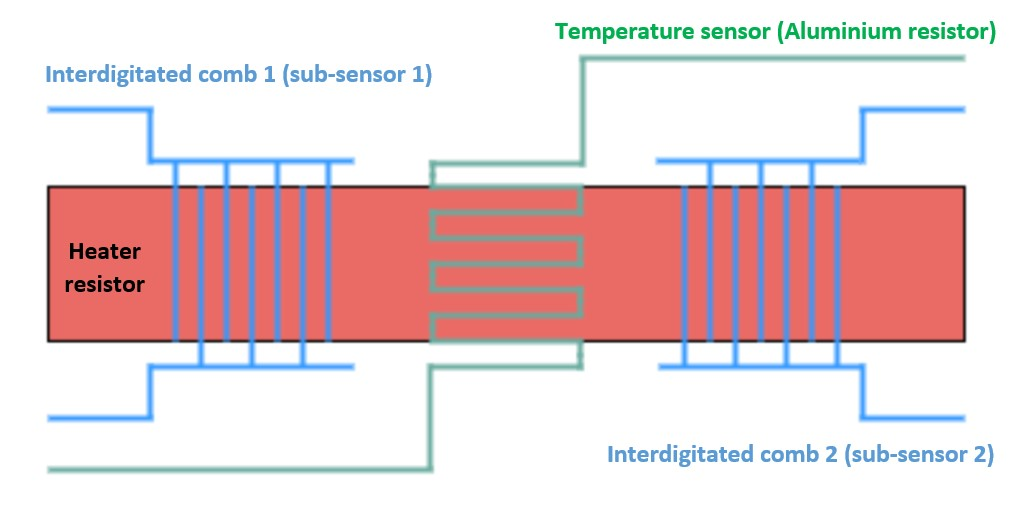 Temperature sensor (Aluminium resistor)
Interdigitated comb 1 (sub-sensor 1)
Heater
resistor
Interdigitated comb 2 (sub-sensor 2)